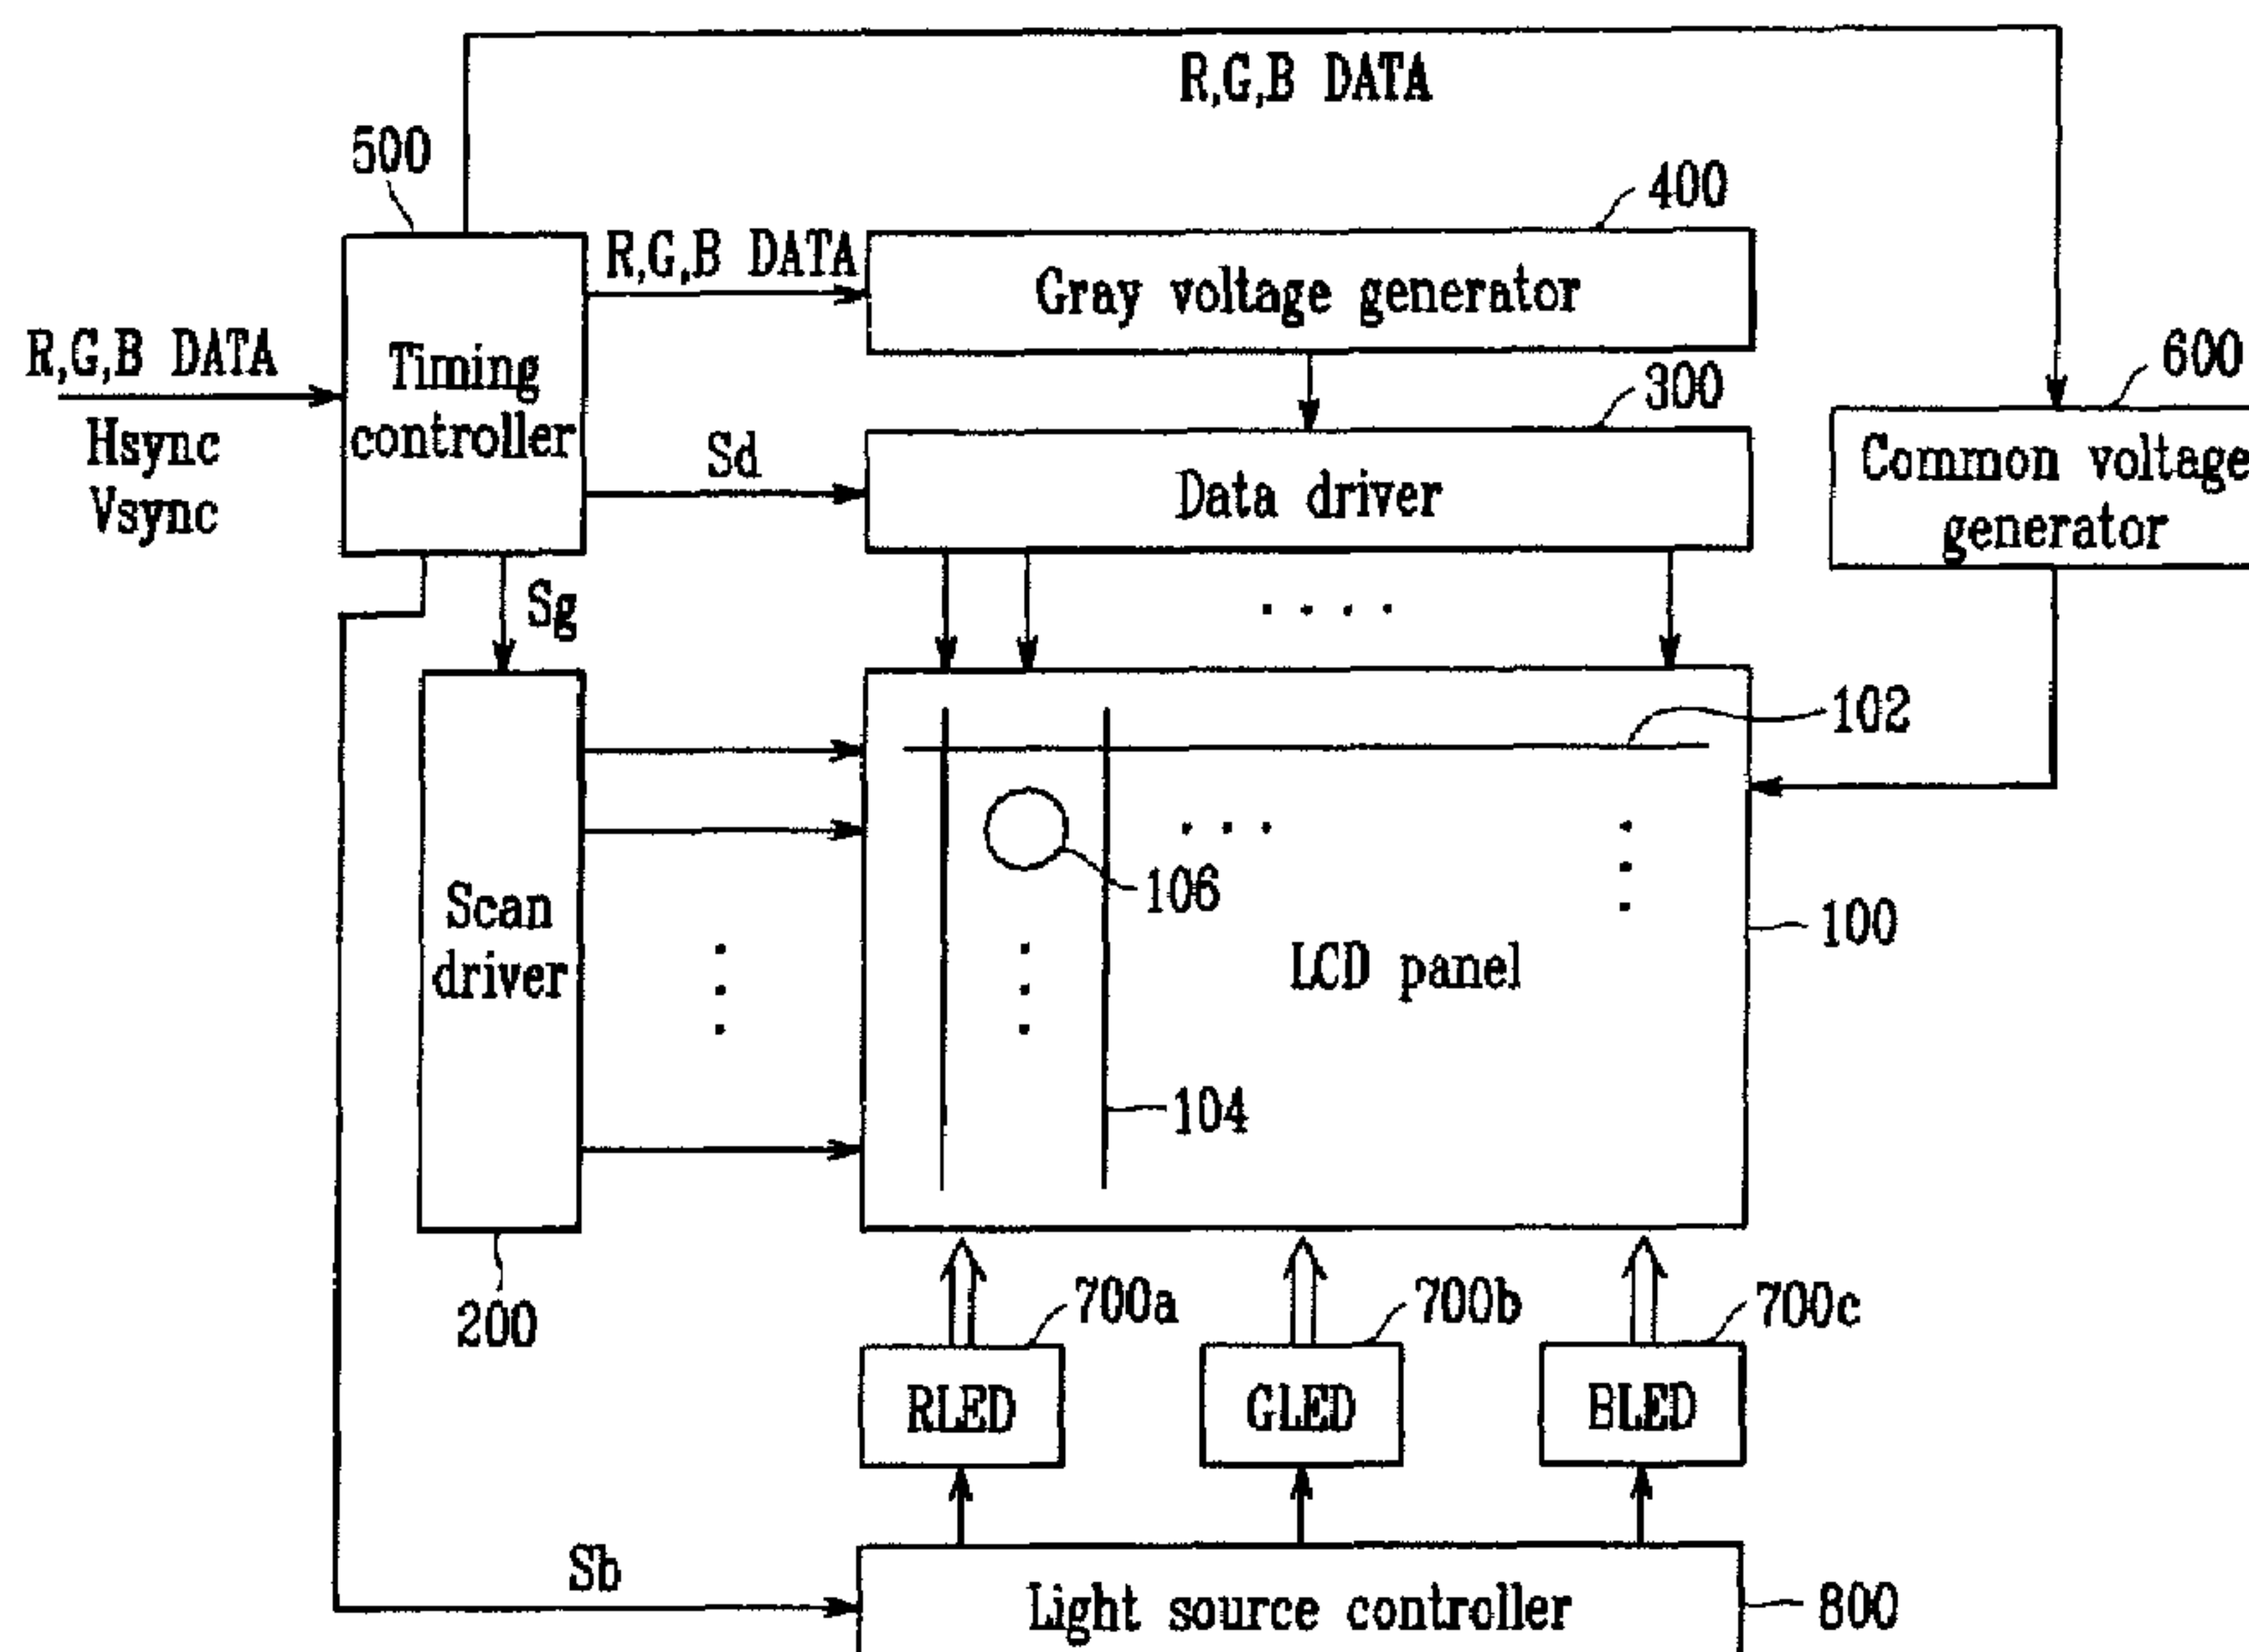 R,G,B DATA
500
400
R,G,B DATA
Gray voltage generator
R,G,B DATA
Timing
controller
Hsync
Vsync
600
300
Common voltage
generator
Sd
Data driver
Sg
102
106
Scan
driver
100
LCD panel
104
200
700a
700b
700c
RLED
GLED
BLED
Sb
Light source controller
800